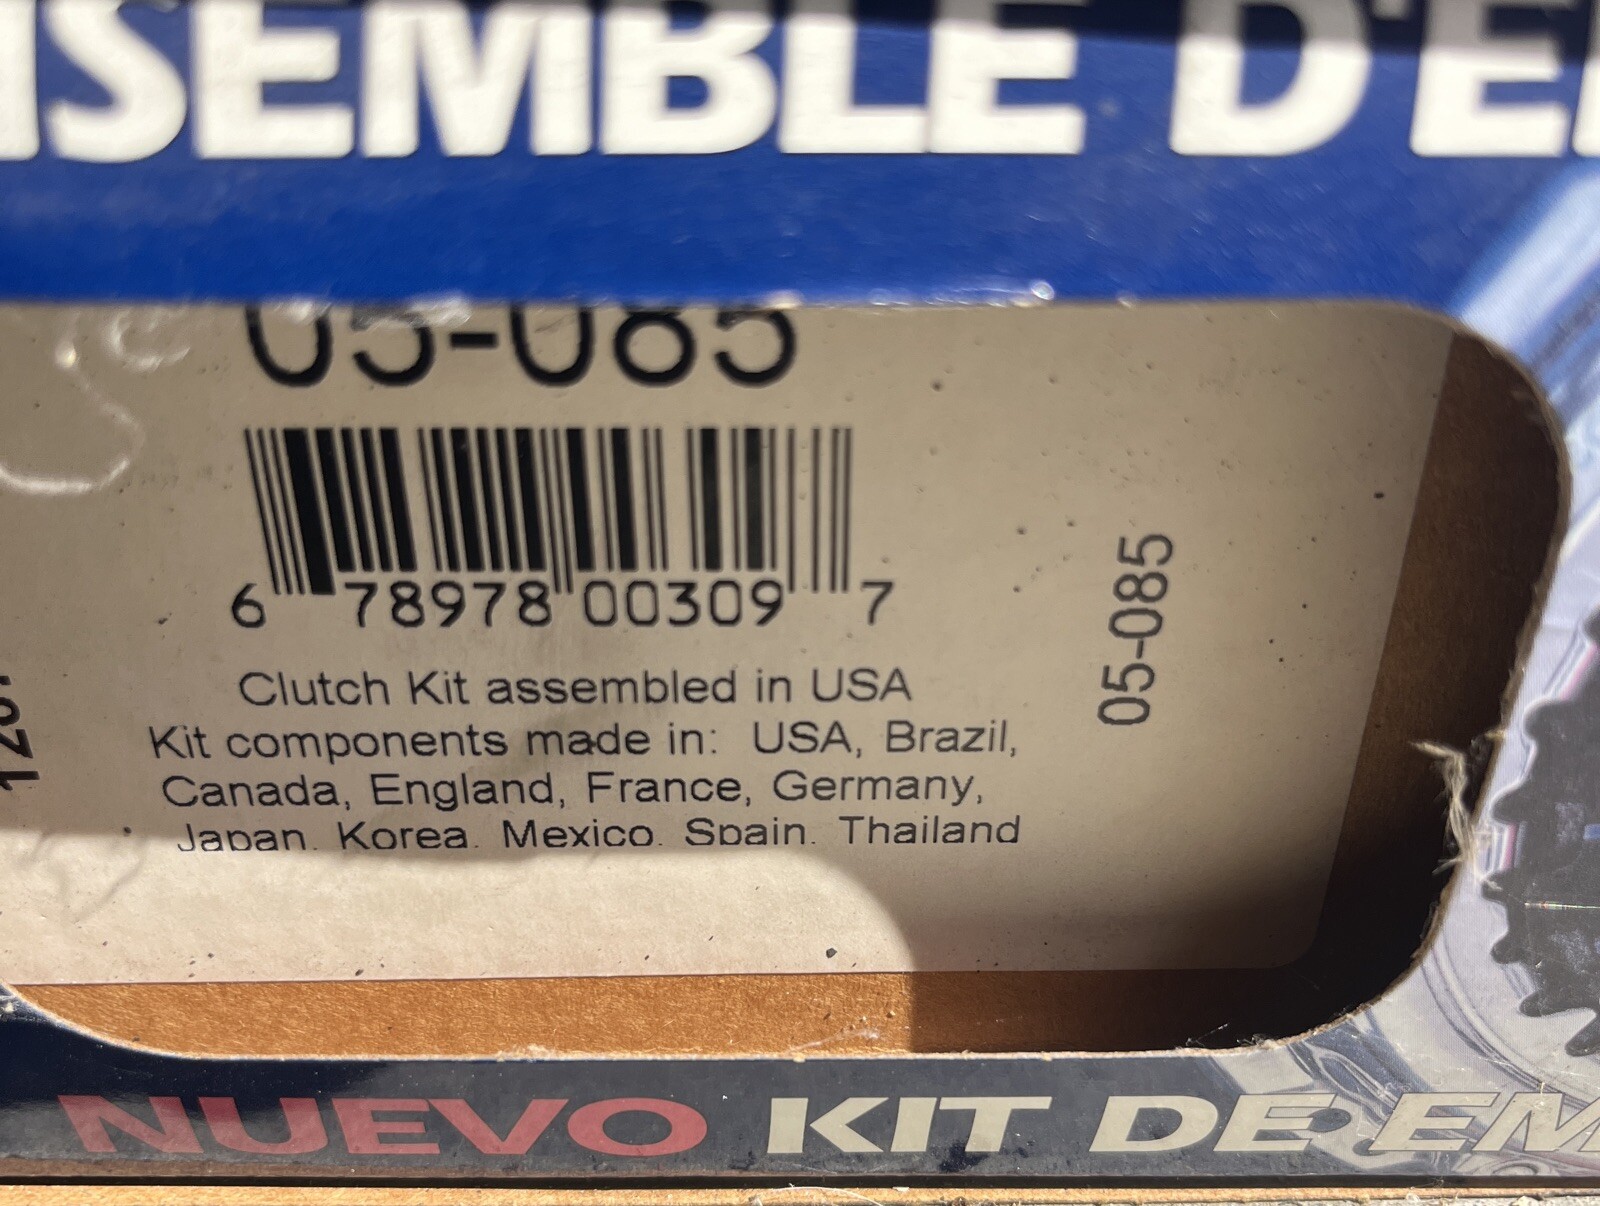 ENSEMBLE D'E
05-085
6 78978 00309 7
Clutch Kit assembled in USA
Kit components made in: USA, Brazil,
Canada, England, France, Germany,
Japan, Korea, Mexico, Spain, Thailand
05-085
NUEVO KIT DE EM